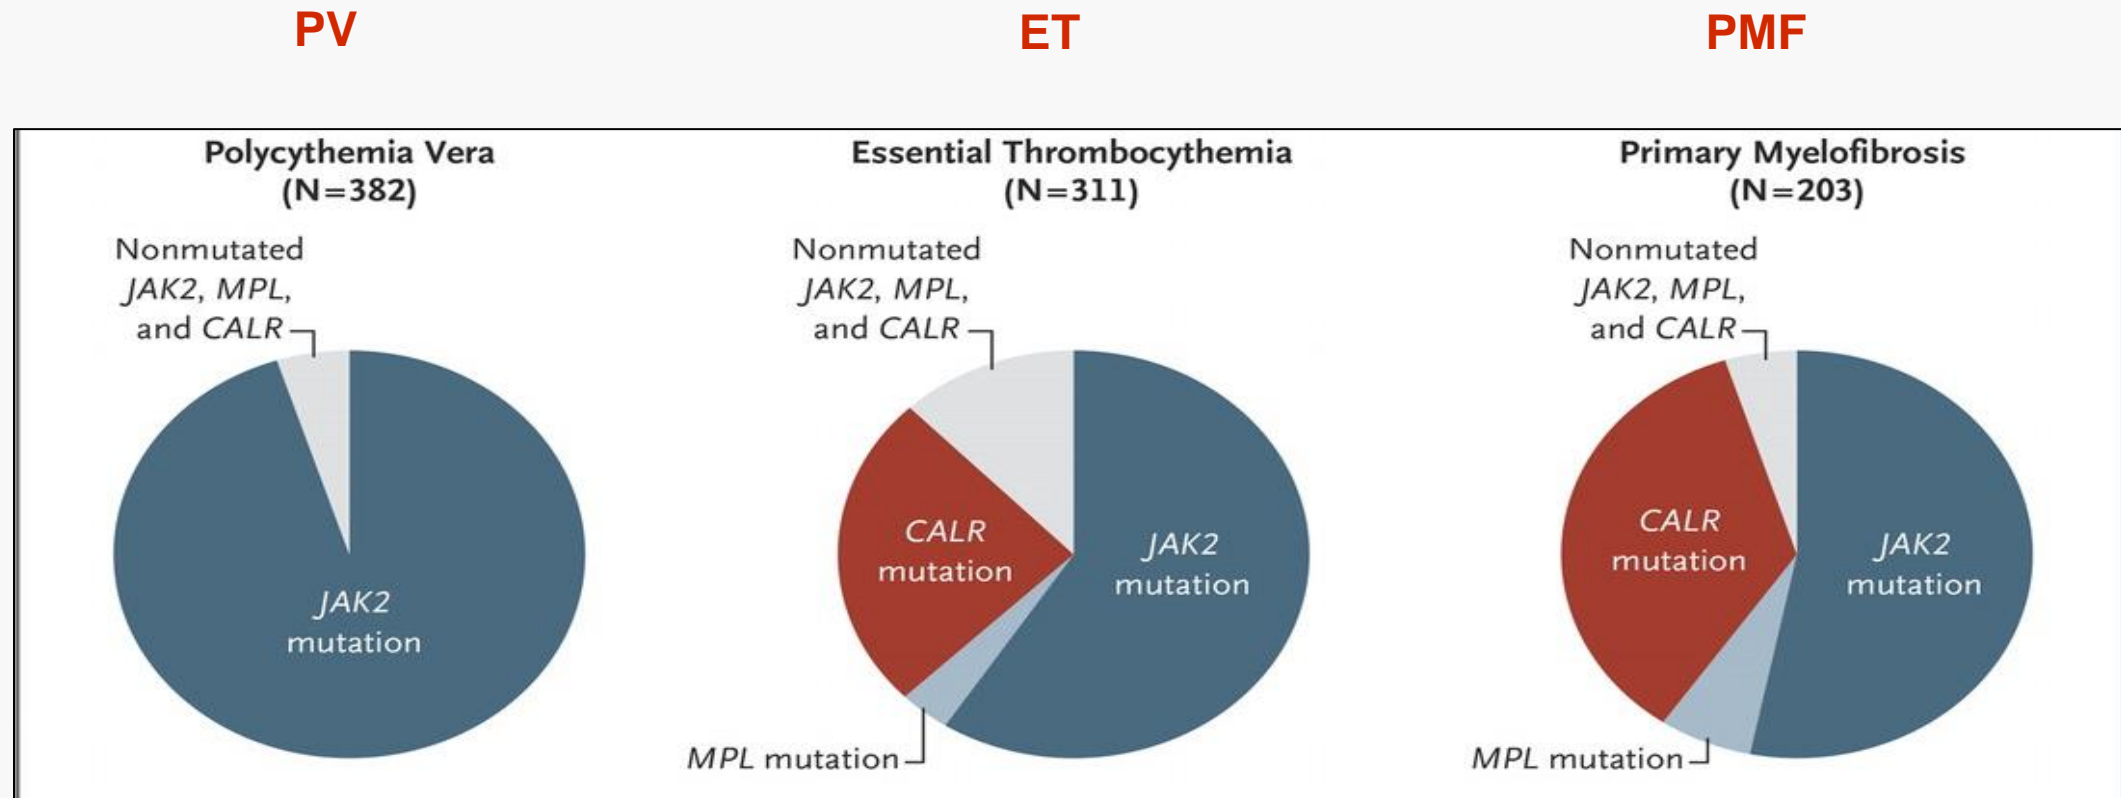 PV
ET
PMF
Polycythemia Vera
(N=382)
Nonmutated
JAK2, MPL,
and CALR
JAK2
mutation
Essential Thrombocythemia
(N=311)
Nonmutated
JAK2, MPL,
and CALR
CALR
mutation
JAK2
mutation
MPL mutation
Primary Myelofibrosis
(N=203)
Nonmutated
JAK2, MPL,
and CALR
CALR
mutation
JAK2
mutation
MPL mutation